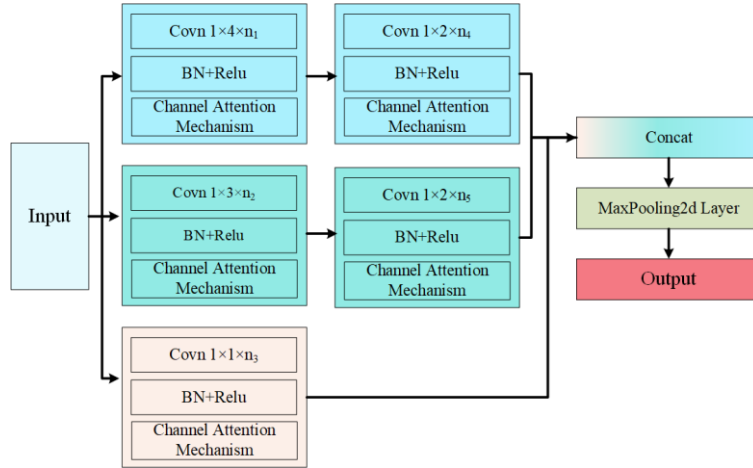 Input
Covn 1×4×n₁
BN+Relu
Channel Attention
Mechanism
Covn 1×2×n₄
BN+Relu
Channel Attention
Mechanism
Covn 1×3×n₂
BN+Relu
Channel Attention
Mechanism
Covn 1×2×n₅
BN+Relu
Channel Attention
Mechanism
Covn 1×1×n₃
BN+Relu
Channel Attention
Mechanism
Concat
MaxPooling2d Layer
Output